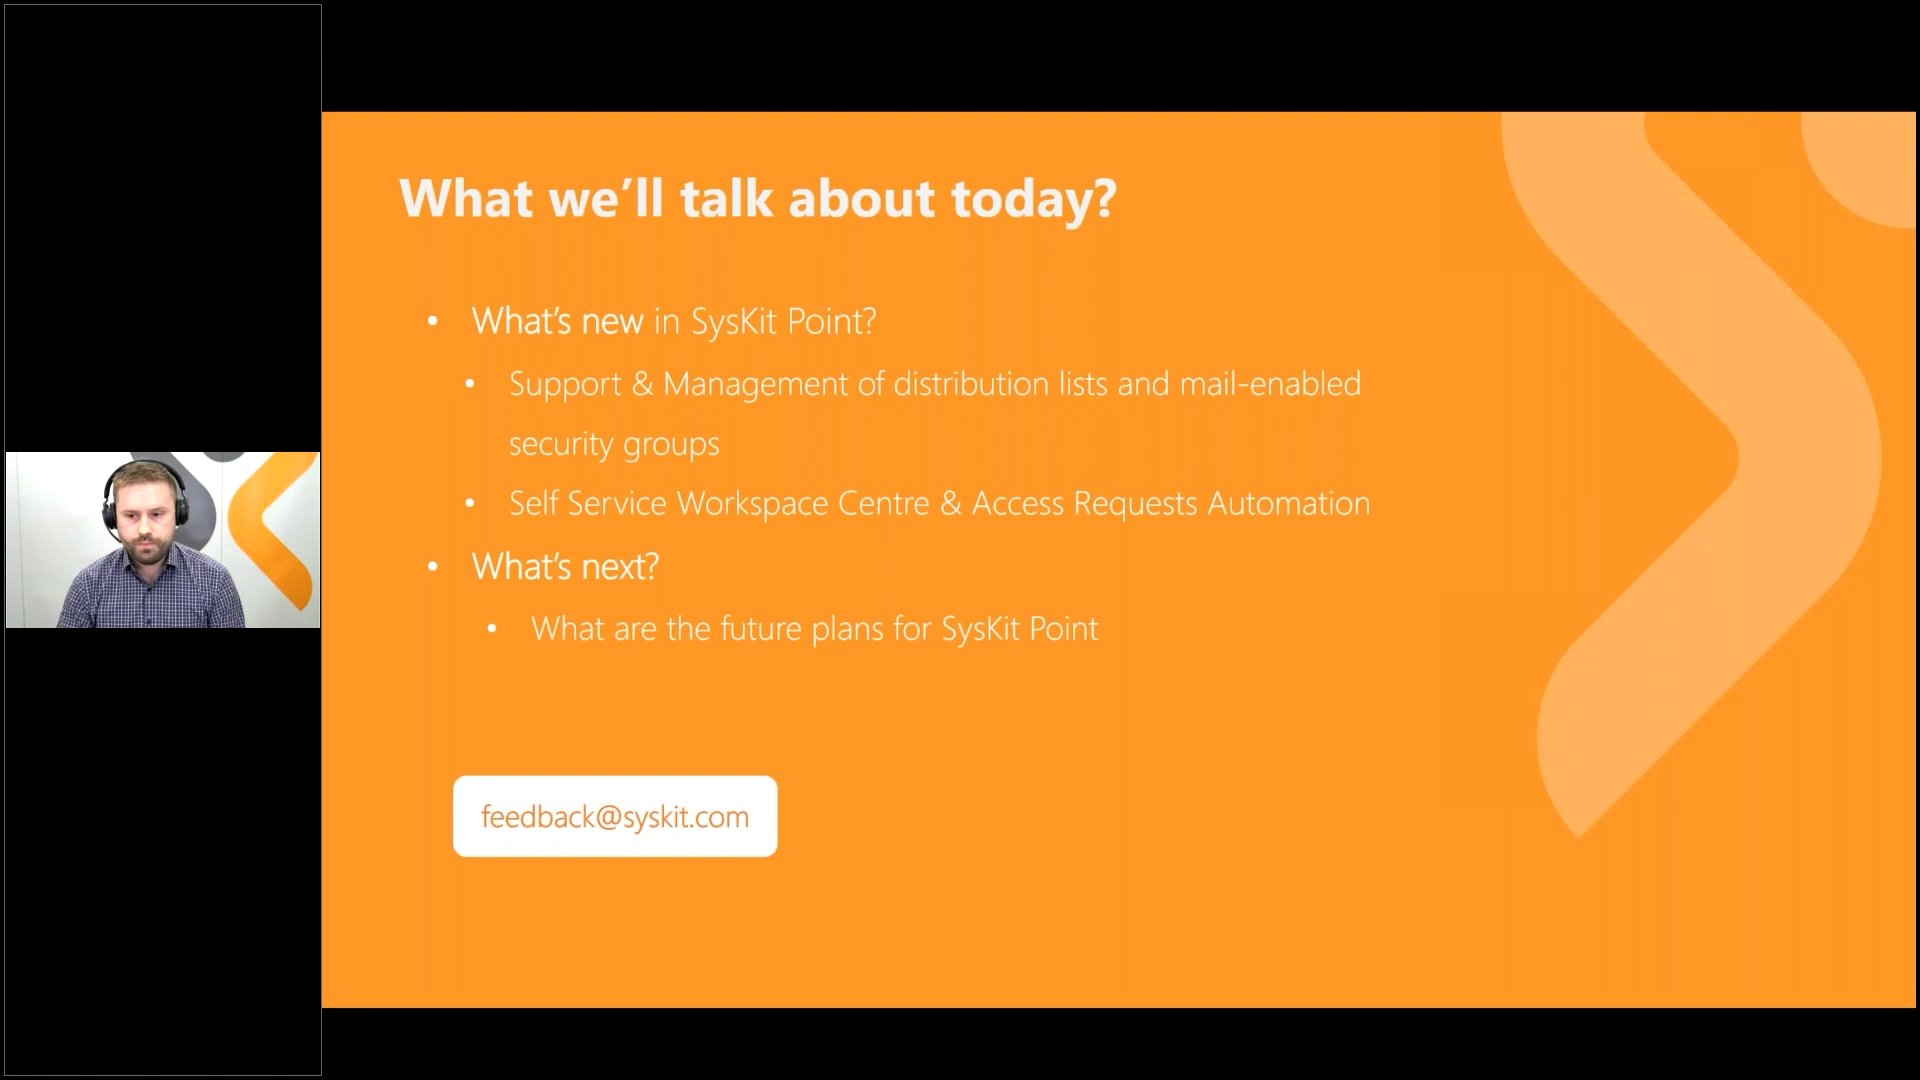 What we’ll talk about today?
• What’s new in SysKit Point?
• Support & Management of distribution lists and mail-enabled
security groups
• Self Service Workspace Centre & Access Requests Automation
• What’s next?
• What are the future plans for SysKit Point
feedback@syskit.com